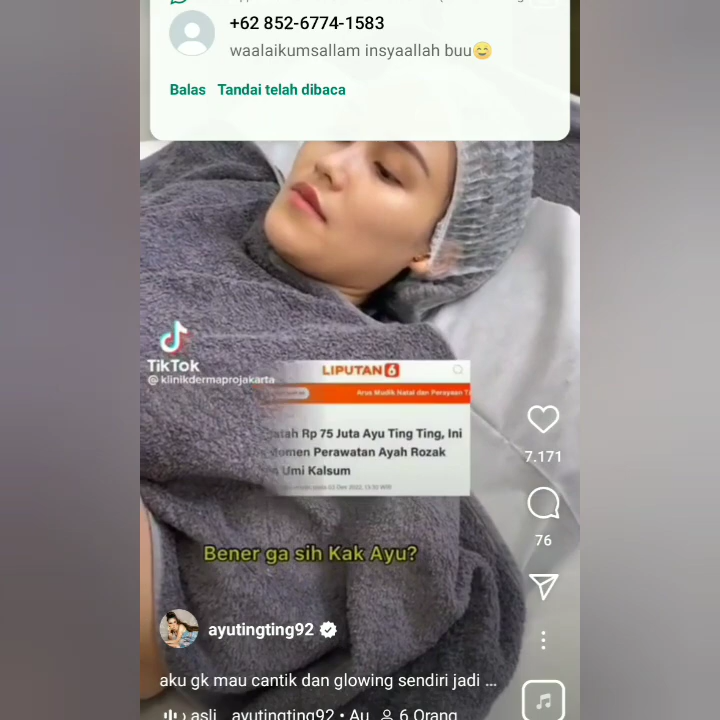 +62 852-6774-1583
waalaikumsallam insyaallah buu😊
Balas Tandai telah dibaca
TikTok
@klinikdermaprojakarta
LIPUTAN 6
Arus Mudik Natal dan Perayaan
Rp 75 Juta Ayu Ting Ting, Ini
Momen Perawatan Ayah Rozak
Umi Kalsum
7.171
76
Bener ga sih Kak Ayu?
ayutingting92
aku gk mau cantik dan glowing sendiri jadi ...
asli ayutingting92 • Au 6 Orang